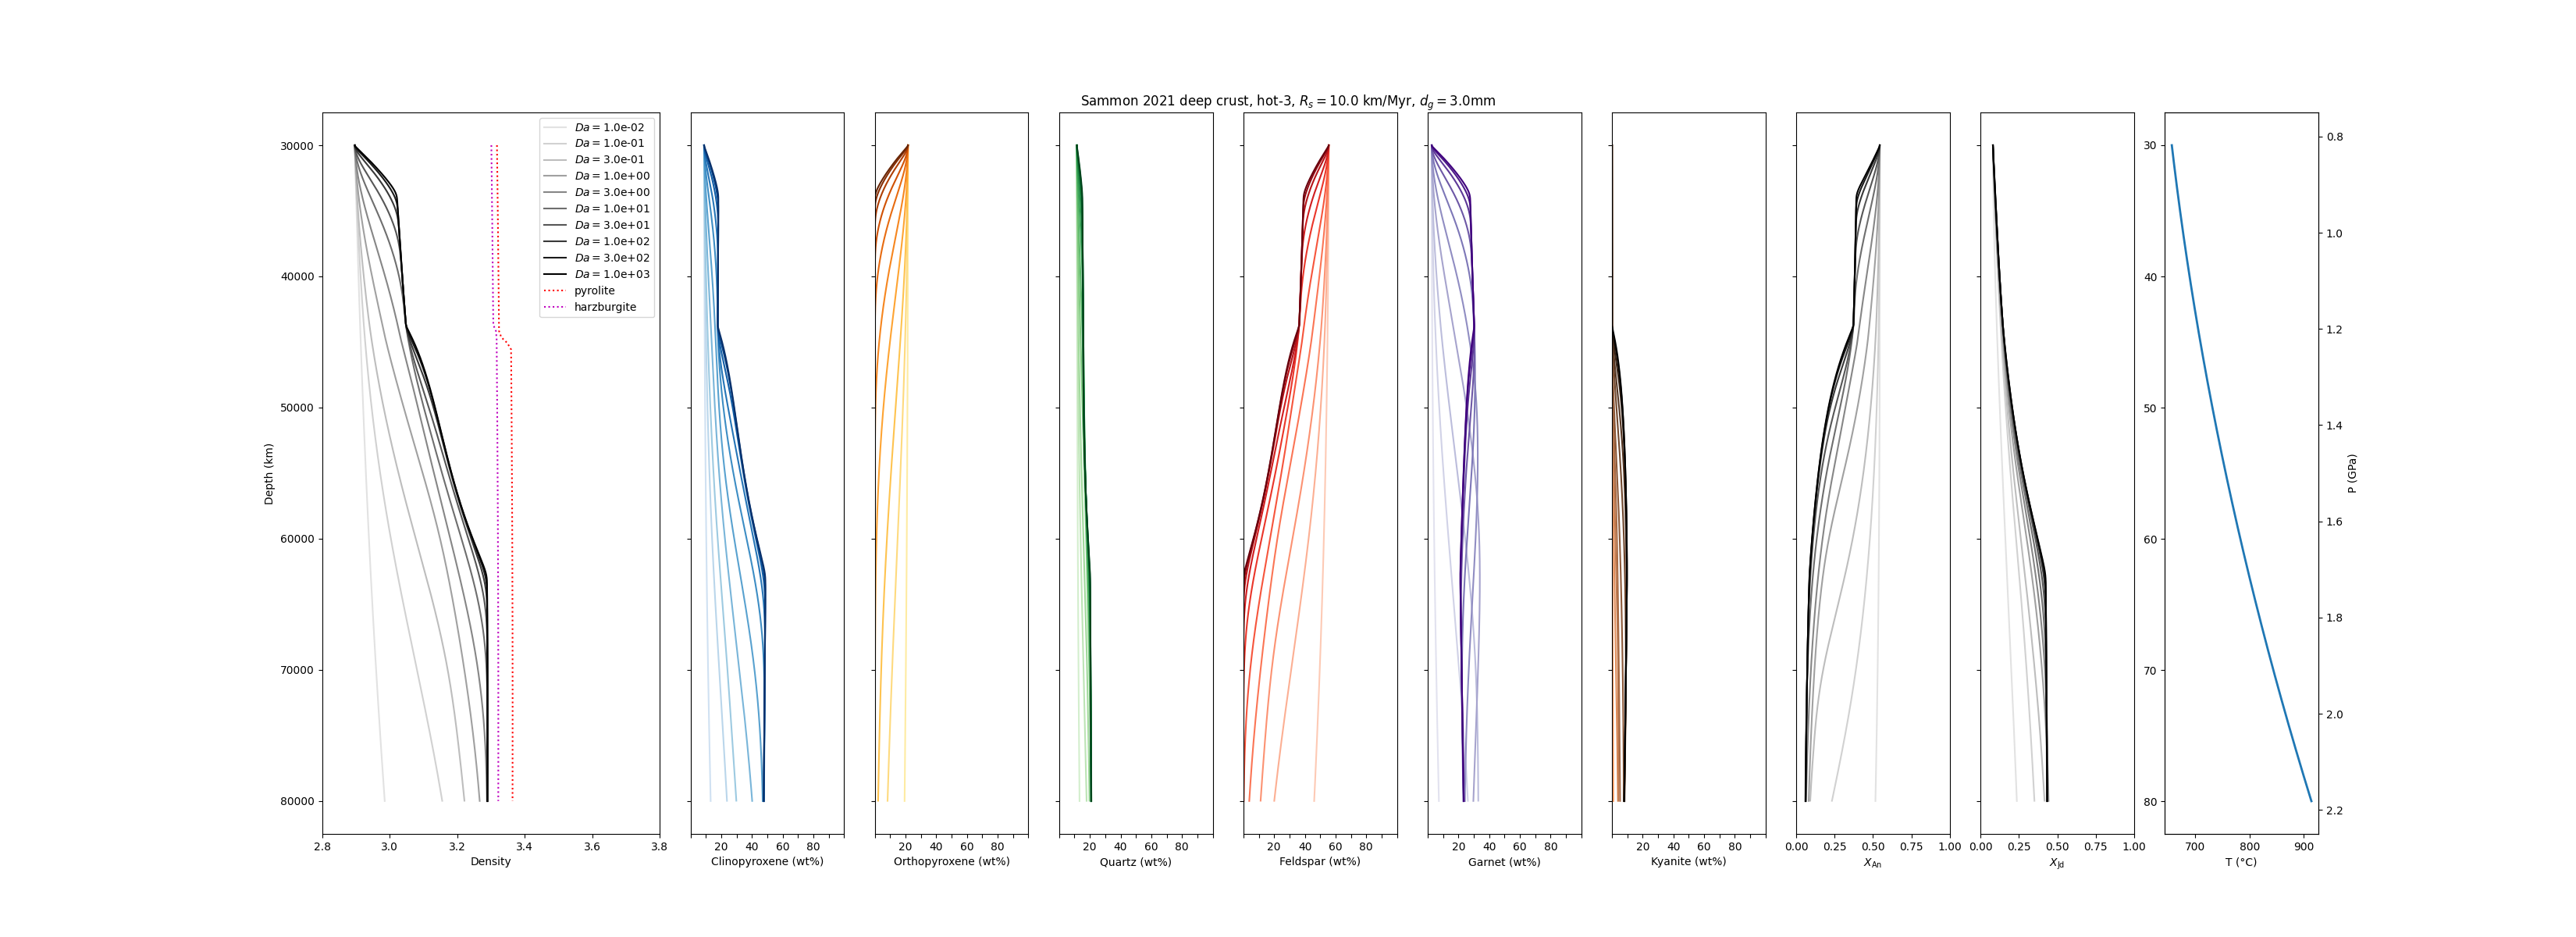 Sammon 2021 deep crust, hot-3, Rs = 10.0 km/Myr, dg = 3.0mm
Da = 1.0e-02
Da = 1.0e-01
Da = 3.0e-01
Da = 1.0e+00
Da = 3.0e+00
Da = 1.0e+01
Da = 3.0e+01
Da = 1.0e+02
Da = 3.0e+02
Da = 1.0e+03
pyrolite
harzburgite
Depth (km)
30000
40000
50000
60000
70000
80000
2.8 3.0 3.2 3.4 3.6 3.8
Density
20 40 60 80
Clinopyroxene (wt%)
20 40 60 80
Orthopyroxene (wt%)
20 40 60 80
Quartz (wt%)
20 40 60 80
Feldspar (wt%)
20 40 60 80
Garnet (wt%)
20 40 60 80
Kyanite (wt%)
0.00 0.25 0.50 0.75 1.00
XAn
0.00 0.25 0.50 0.75 1.00
XJd
30
40
50
60
70
80
700 800 900
T (°C)
0.8
1.0
1.2
1.4
1.6
1.8
2.0
2.2
P (GPa)